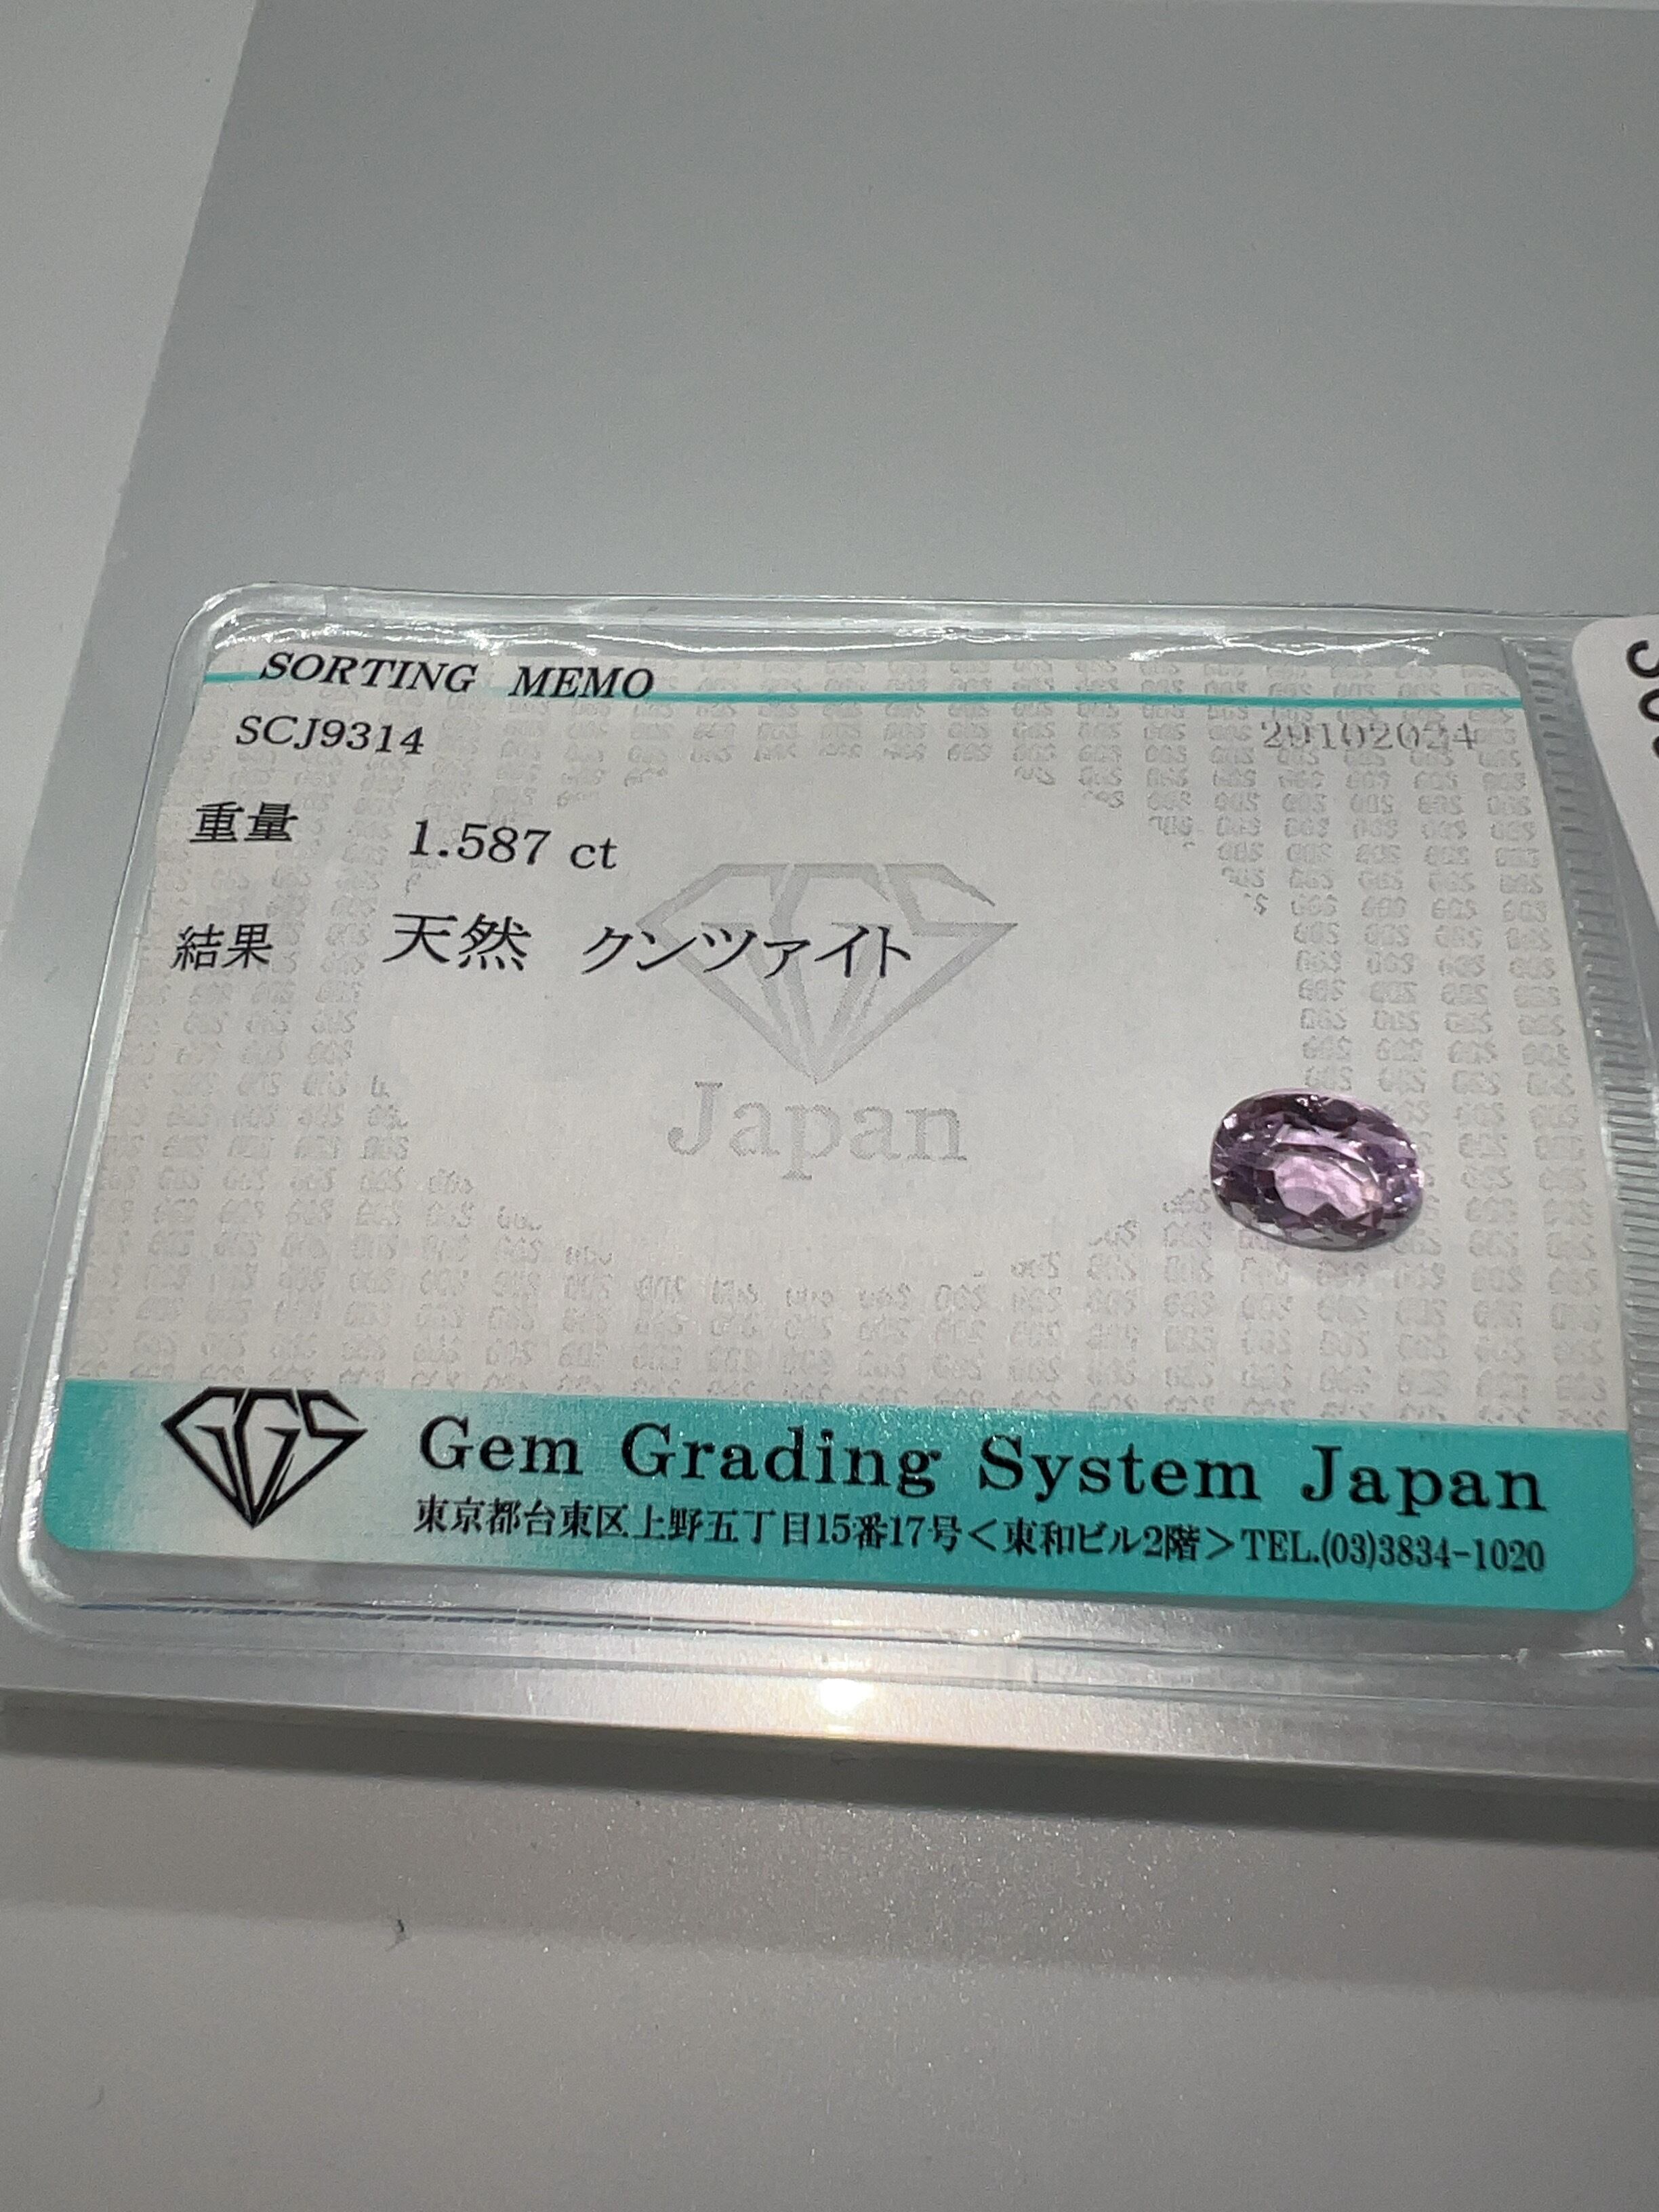 SORTING MEMO
SCJ9314
20102024
重量 1.587 ct
結果 天然 クンツァイト
GGS
Japan
GGS
Gem Grading System Japan
東京都台東区上野五丁目15番17号＜東和ビル2階＞TEL.(03)3834-1020